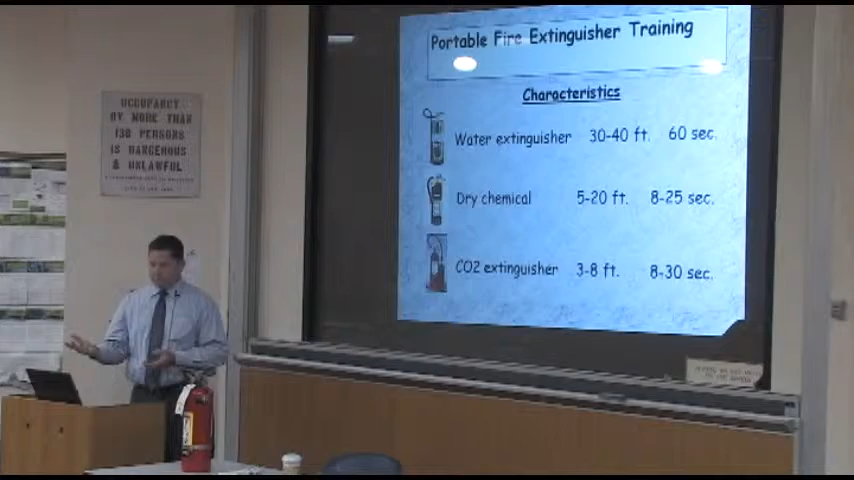 Portable Fire Extinguisher Training
Characteristics
Water extinguisher 30-40 ft. 60 sec.
Dry chemical 5-20 ft. 8-25 sec.
CO2 extinguisher 3-8 ft. 8-30 sec.
OCCUPANCY
BY MORE THAN
138 PERSONS
IS DANGEROUS
& UNLAWFUL